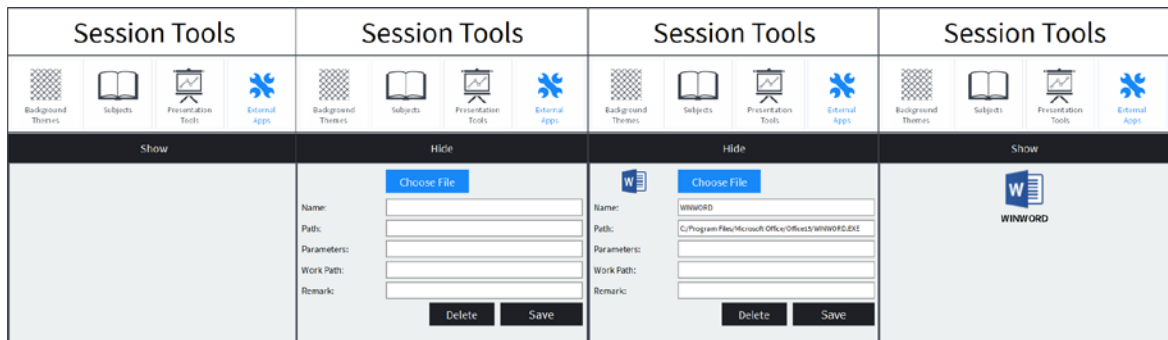 Session Tools
Background Themes
Subjects
Presentation Tools
External Apps
Show
Session Tools
Background Themes
Subjects
Presentation Tools
External Apps
Hide
Choose File
Name:
Path:
Parameters:
Work Path:
Remark:
Delete
Save
Session Tools
Background Themes
Subjects
Presentation Tools
External Apps
Hide
W
Choose File
Name: WINWORD
Path: C:/Program Files/Microsoft Office/Office15/WINWORD.EXE
Parameters:
Work Path:
Remark:
Delete
Save
Session Tools
Background Themes
Subjects
Presentation Tools
External Apps
Show
W
WINWORD